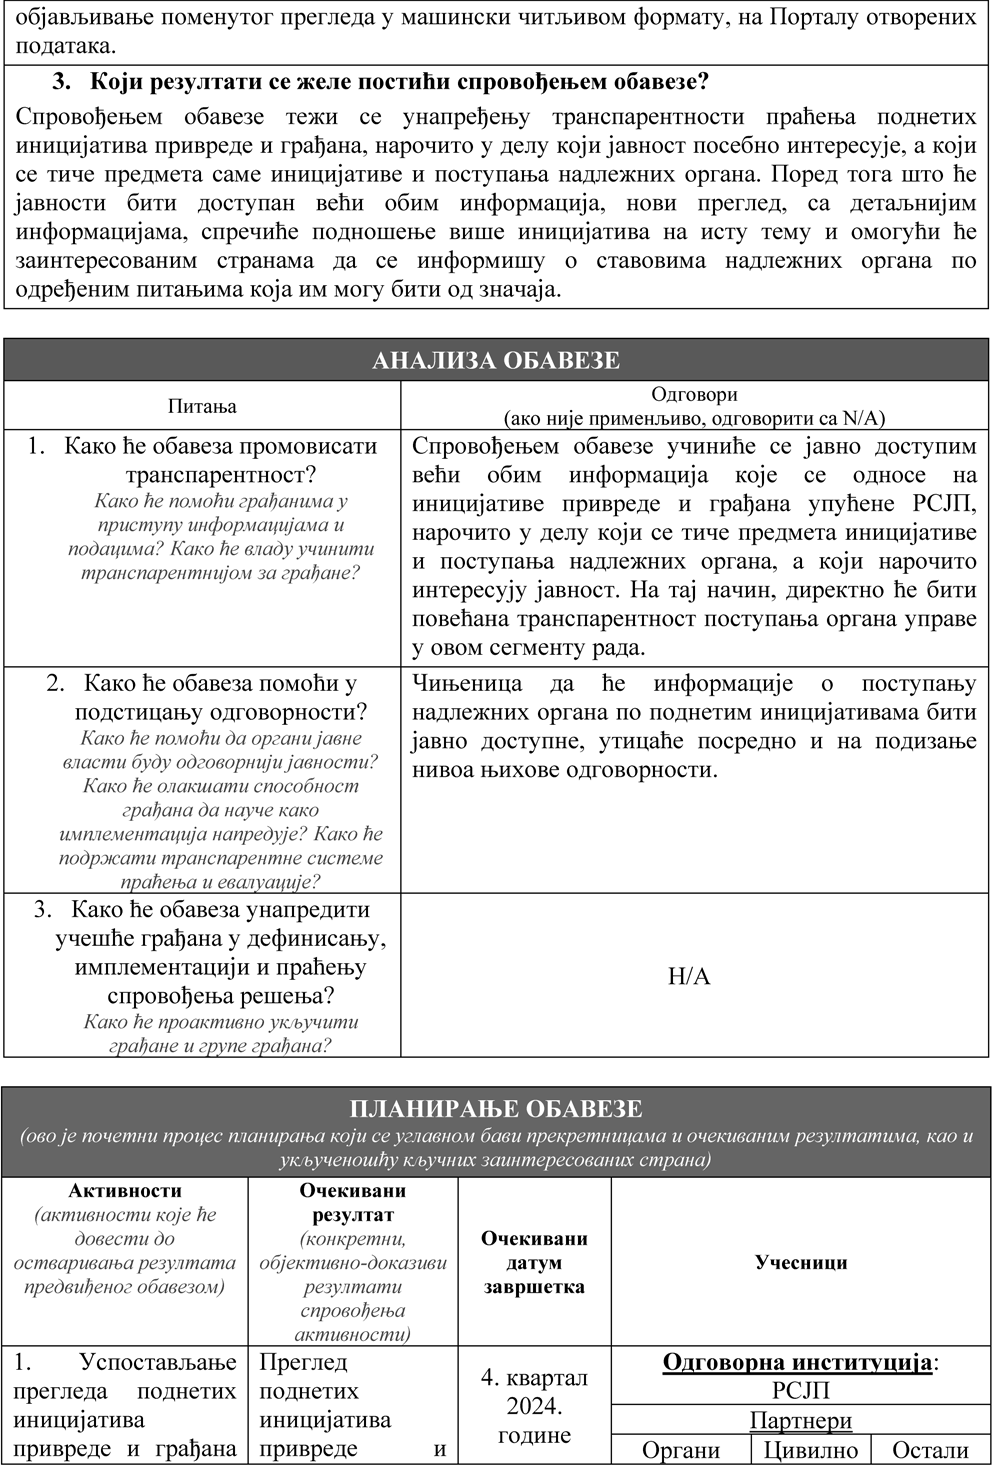 објављивање поменутог прегледа у машински читљивом формату, на Порталу отворених
података.
3. Који резултати се желе постићи спровођењем обавезе?
Спровођењем обавезе тежи се унапређењу транспарентности праћења поднетих
иницијатива привреде и грађана, нарочито у делу који јавност посебно интересује, а који
се тиче предмета саме иницијативе и поступања надлежних органа. Поред тога што ће
јавности бити доступан већи обим информација, нови преглед, са детаљнијим
информацијама, спречиће подношење више иницијатива на исту тему и омогући ће
заинтересованим странама да се информишу о ставовима надлежних органа по
одређеним питањима која им могу бити од значаја.
АНАЛИЗА ОБАВЕЗЕ
Питања
Одговори
(ако није применљиво, одговорити са N/A)
1. Како ће обавеза промовисати
транспарентност?
Како ће помоћи грађанима у
приступу информацијама и
подацима? Како ће владу учинити
транспарентнијом за грађане?
Спровођењем обавезе учиниће се јавно доступим
већи обим информација које се односе на
иницијативе привреде и грађана упућене РСЈП,
нарочито у делу који се тиче предмета иницијативе
и поступања надлежних органа, а који нарочито
интересују јавност. На тај начин, директно ће бити
повећана транспарентност поступања органа управе
у овом сегменту рада.
2. Како ће обавеза помоћи у
подстицању одговорности?
Како ће помоћи да органи јавне
власти буду одговорнији јавности?
Како ће олакшати способност
грађана да науче како
имплементација напредује? Како ће
подржати транспарентне системе
праћења и евалуације?
Чињеница да ће информације о поступању
надлежних органа по поднетим иницијативама бити
јавно доступне, утицаће посредно и на подизање
нивоа њихове одговорности.
3. Како ће обавеза унапредити
учешће грађана у дефинисању,
имплементацији и праћењу
спровођења решења?
Како ће проактивно укључити
грађане и групе грађана?
Н/А
ПЛАНИРАЊЕ ОБАВЕЗЕ
(ово је почетни процес планирања који се углавном бави прекретницама и очекиваним резултатима, као и
укљученошћу кључних заинтересованих страна)
Активности
(активности које ће
довести до
остваривања резултата
предвиђеног обавезом)
Очекивани
резултат
(конкретни,
објективно-доказиви
резултати
спровођења
активности)
Очекивани
датум
завршетка
Учесници
1. Успостављање
прегледа поднетих
иницијатива
привреде и грађана
Преглед
поднетих
иницијатива
привреде и
4. квартал
2024.
године
Одговорна институција:
РСЈП
Партнери
Органи
Цивилно
Остали